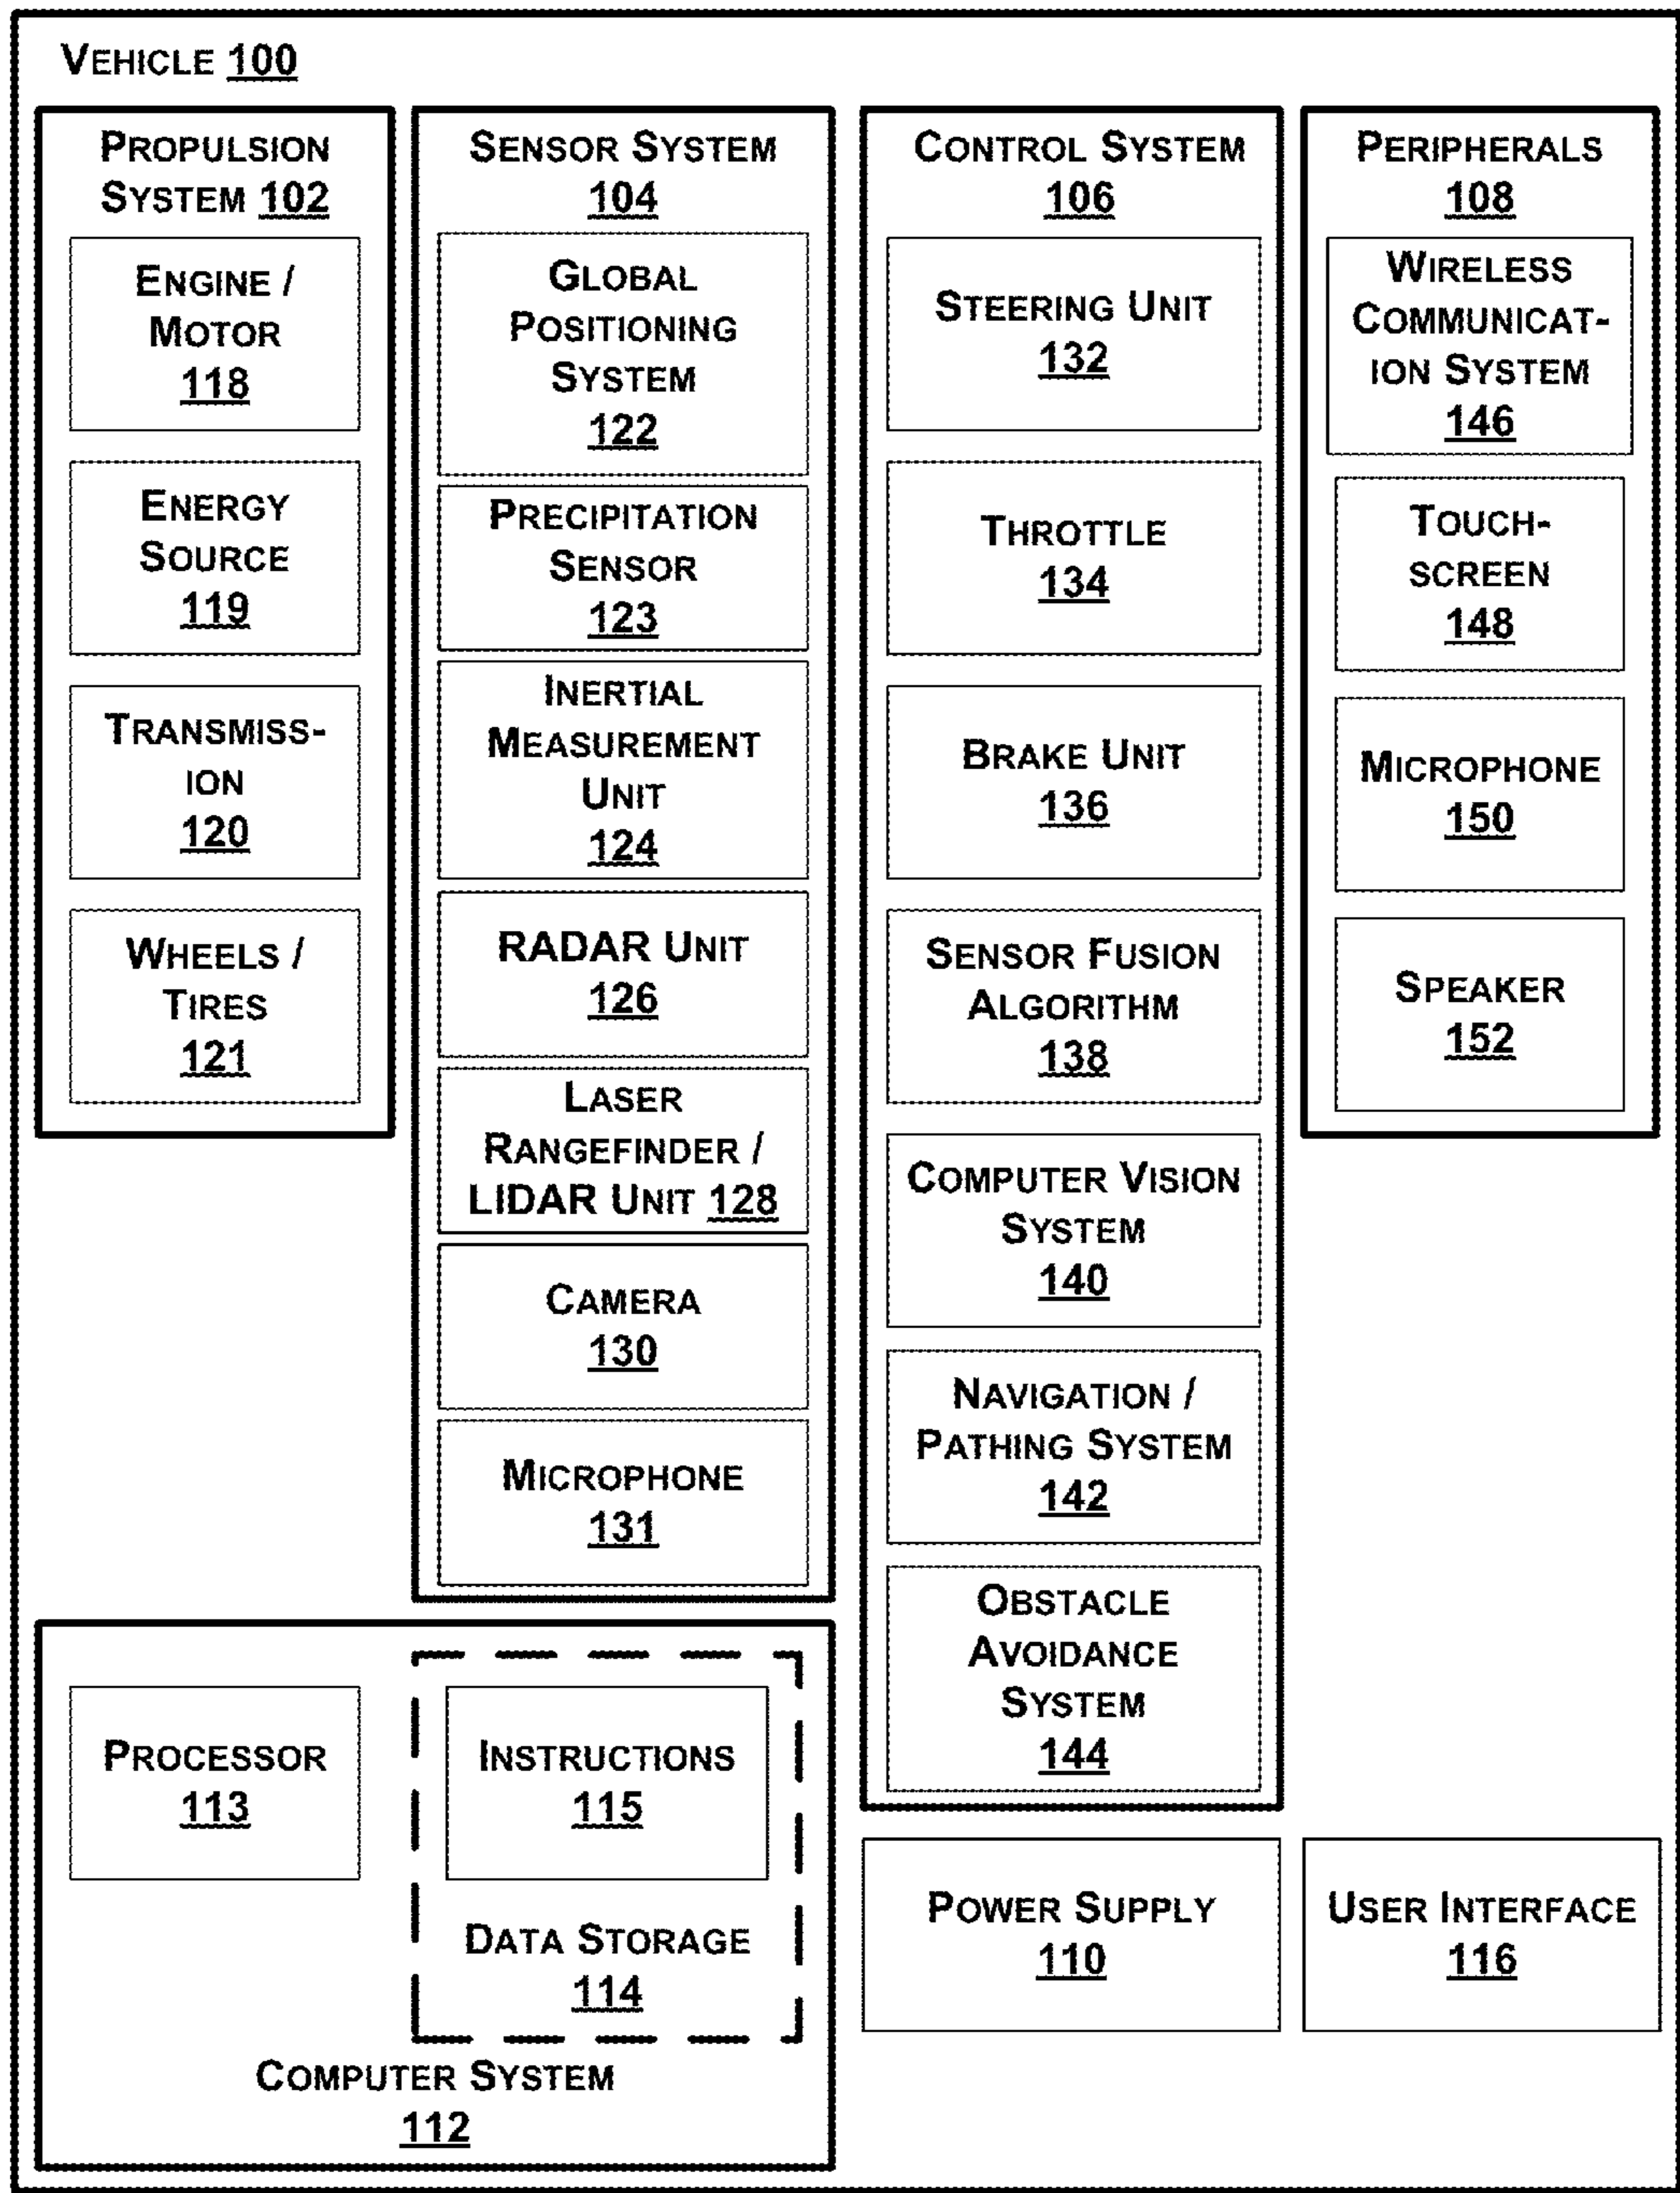 VEHICLE 100
PROPULSION
SYSTEM 102
ENGINE /
MOTOR
118
ENERGY
SOURCE
119
TRANSMISS-
ION
120
WHEELS /
TIRES
121
SENSOR SYSTEM
104
GLOBAL
POSITIONING
SYSTEM
122
PRECIPITATION
SENSOR
123
INERTIAL
MEASUREMENT
UNIT
124
RADAR UNIT
126
LASER
RANGEFINDER /
LIDAR UNIT 128
CAMERA
130
MICROPHONE
131
CONTROL SYSTEM
106
STEERING UNIT
132
THROTTLE
134
BRAKE UNIT
136
SENSOR FUSION
ALGORITHM
138
COMPUTER VISION
SYSTEM
140
NAVIGATION /
PATHING SYSTEM
142
OBSTACLE
AVOIDANCE
SYSTEM
144
PERIPHERALS
108
WIRELESS
COMMUNICAT-
ION SYSTEM
146
TOUCH-
SCREEN
148
MICROPHONE
150
SPEAKER
152
PROCESSOR
113
INSTRUCTIONS
115
DATA STORAGE
114
COMPUTER SYSTEM
112
POWER SUPPLY
110
USER INTERFACE
116